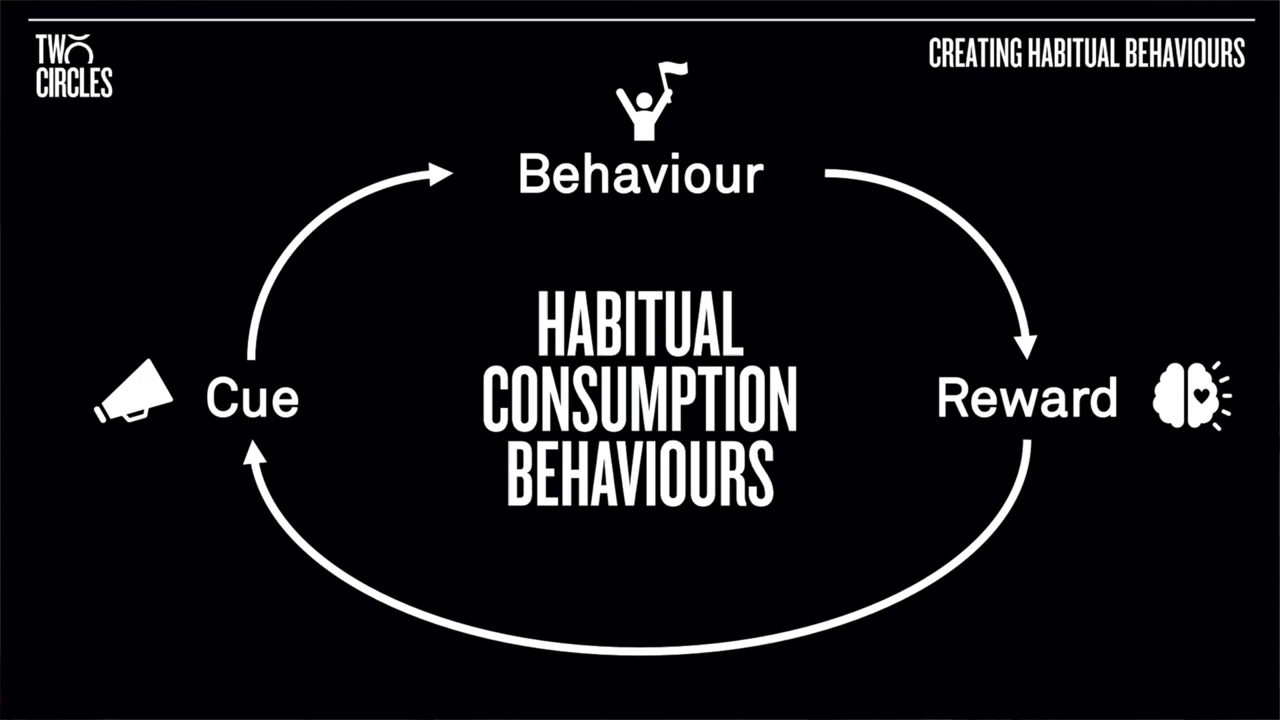 TWO
CIRCLES
CREATING HABITUAL BEHAVIOURS
Behaviour
HABITUAL
CONSUMPTION
BEHAVIOURS
Cue
Reward